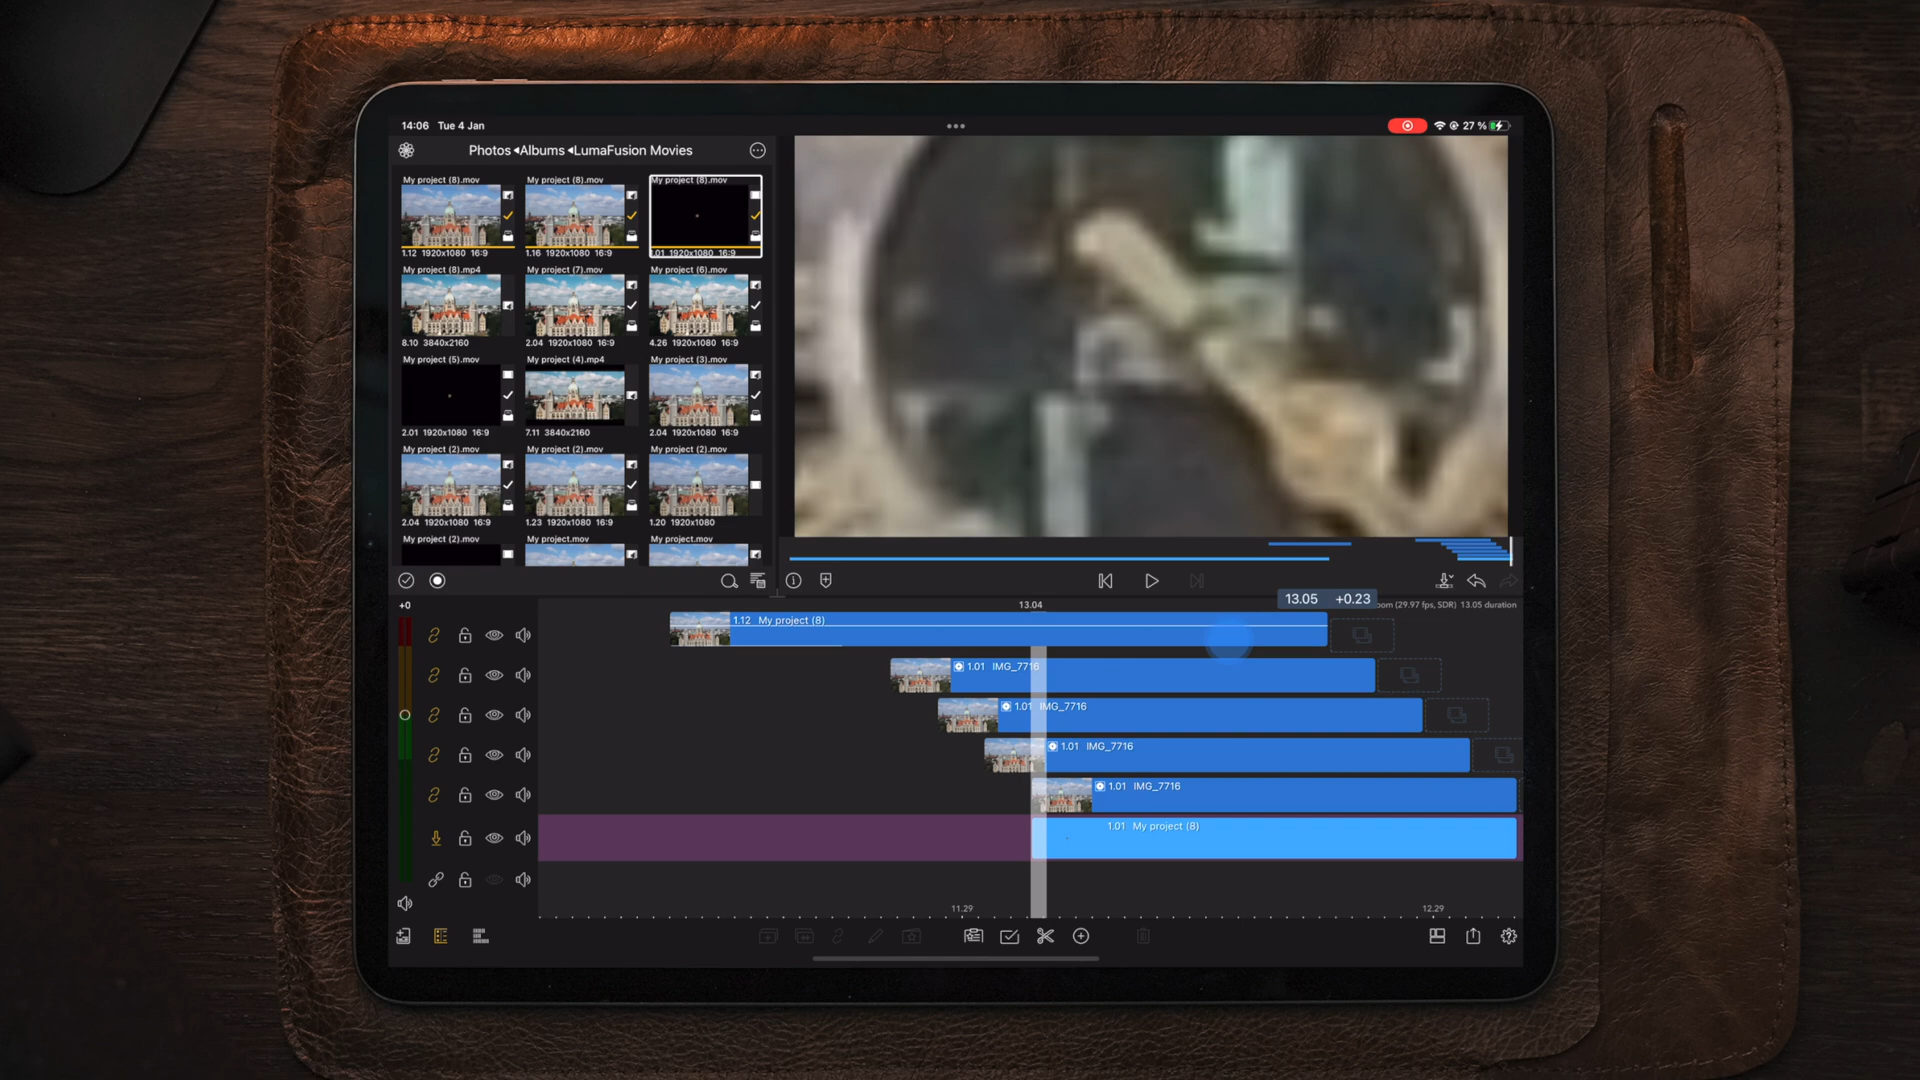 14:06 Tue 4 Jan
27 %
Photos ◂Albums ◂LumaFusion Movies
My project (8).mov
My project (8).mov
My project (8).mov
1.12 1920x1080 16:9
1.16 1920x1080 16:9
1.01 1920x1080 16:9
My project (8).mp4
My project (7).mov
My project (6).mov
8.10 3840x2160
2.04 1920x1080 16:9
4.26 1920x1080 16:9
My project (5).mov
My project (4).mp4
My project (3).mov
2.01 1920x1080 16:9
7.11 3840x2160
2.04 1920x1080 16:9
My project (2).mov
My project (2).mov
My project (2).mov
2.04 1920x1080 16:9
1.23 1920x1080 16:9
1.20 1920x1080
My project (2).mov
My project.mov
My project.mov
+0
13.04
13.05 +0.23
oom (29.97 fps, SDR) 13.05 duration
1.12 My project (8)
1.01 IMG_7716
1.01 IMG_7716
1.01 IMG_7716
1.01 IMG_7716
1.01 My project (8)
11.29
12.29